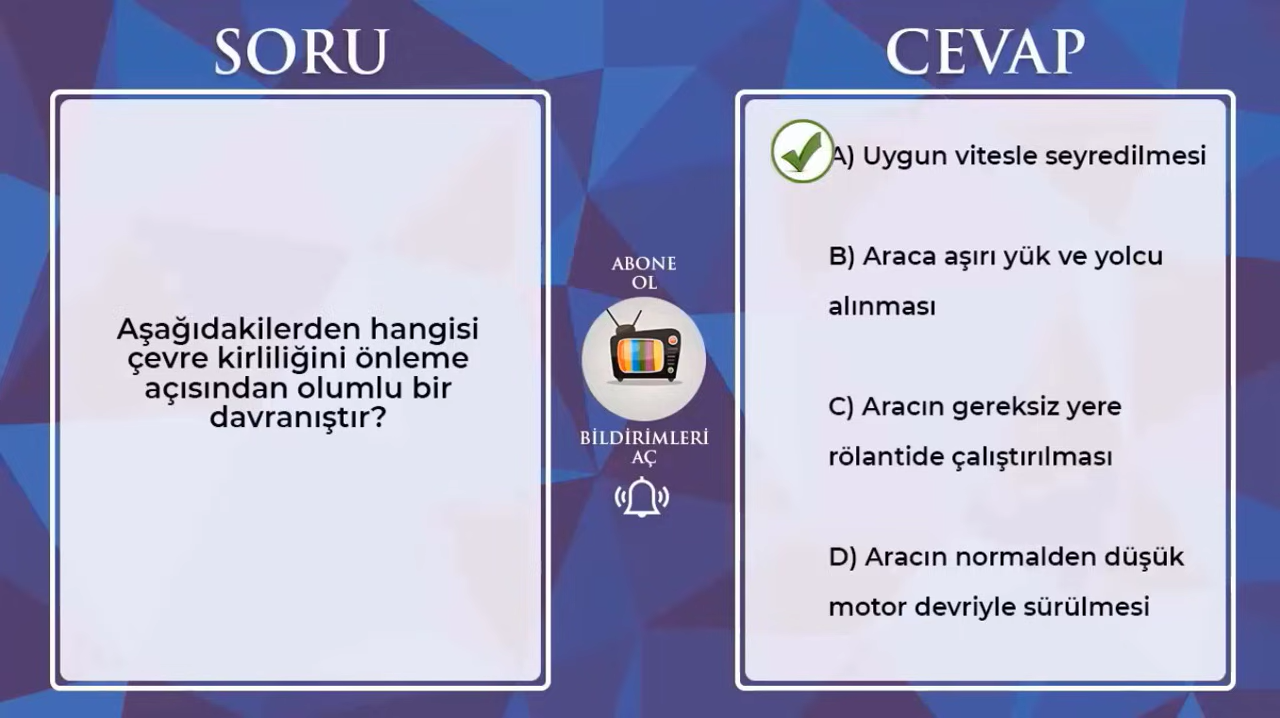 SORU
Aşağıdakilerden hangisi
çevre kirliliğini önleme
açısından olumlu bir
davranıştır?
ABONE
OL
BİLDİRİMLERİ
AÇ
CEVAP
A) Uygun vitesle seyredilmesi
B) Araca aşırı yük ve yolcu
alınması
C) Aracın gereksiz yere
rölantide çalıştırılması
D) Aracın normalden düşük
motor devriyle sürülmesi